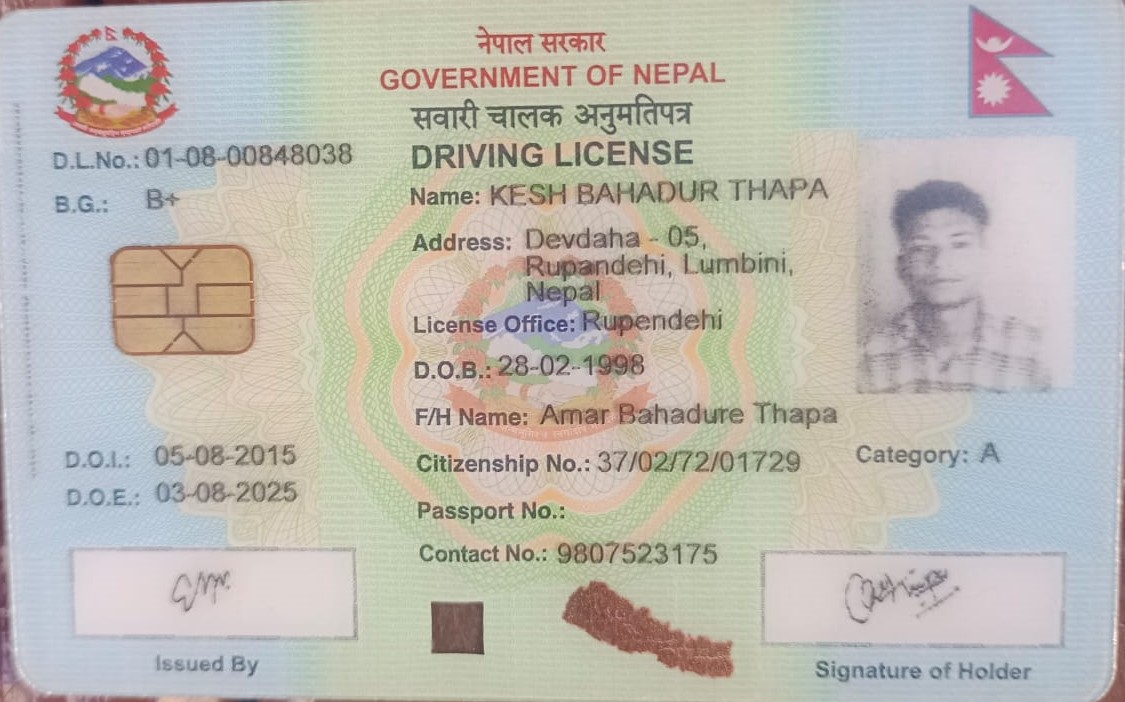 नेपाल सरकार
GOVERNMENT OF NEPAL
सवारी चालक अनुमतिपत्र
DRIVING LICENSE
D.L.No.: 01-08-00848038
B.G.: B+
Name: KESH BAHADUR THAPA
Address: Devdaha - 05,
Rupandehi, Lumbini,
Nepal
License Office: Rupendehi
D.O.B.: 28-02-1998
F/H Name: Amar Bahadure Thapa
D.O.I.: 05-08-2015
Citizenship No.: 37/02/72/01729
Category: A
D.O.E.: 03-08-2025
Passport No.:
Contact No.: 9807523175
Issued By
Signature of Holder